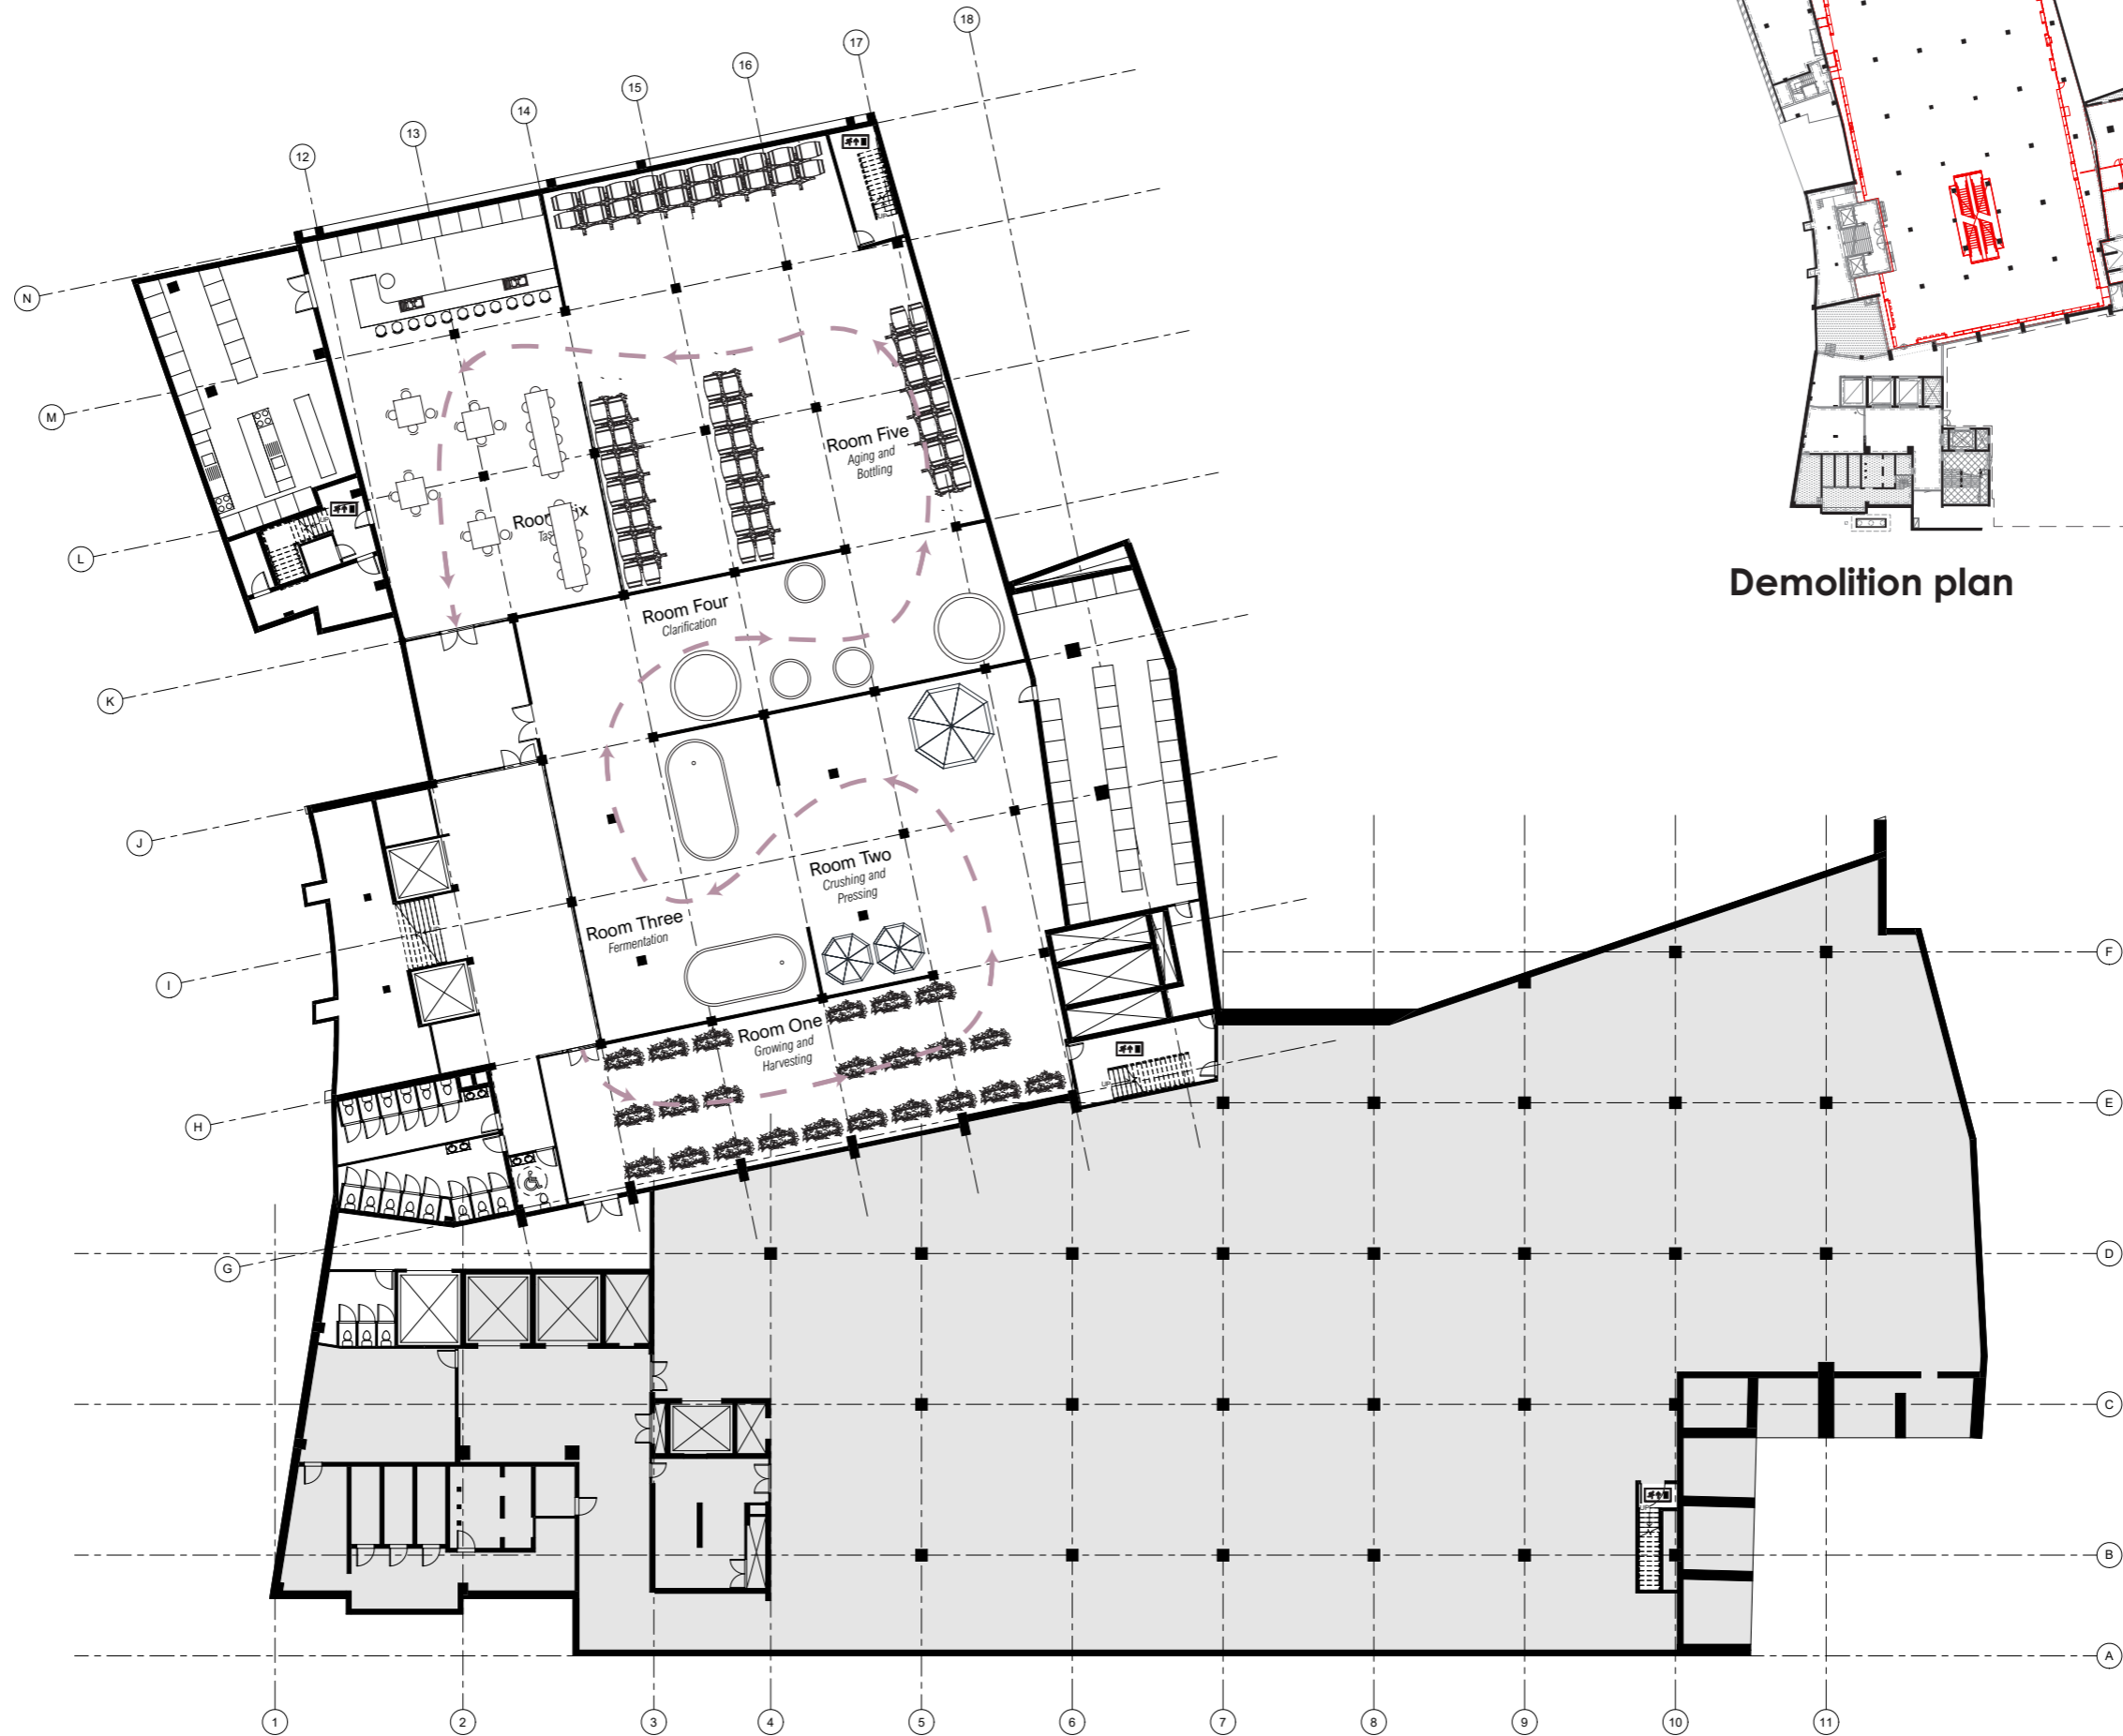 18
17
16
15
14
13
12
N
M
L
K
J
I
H
G
Room Five
Aging and
Bottling
Room Four
Clarification
Room Two
Crushing and
Pressing
Room Three
Fermentation
Room One
Growing and
Harvesting
UP
Demolition plan
F
E
D
C
B
A
1
2
3
4
5
6
7
8
9
10
11